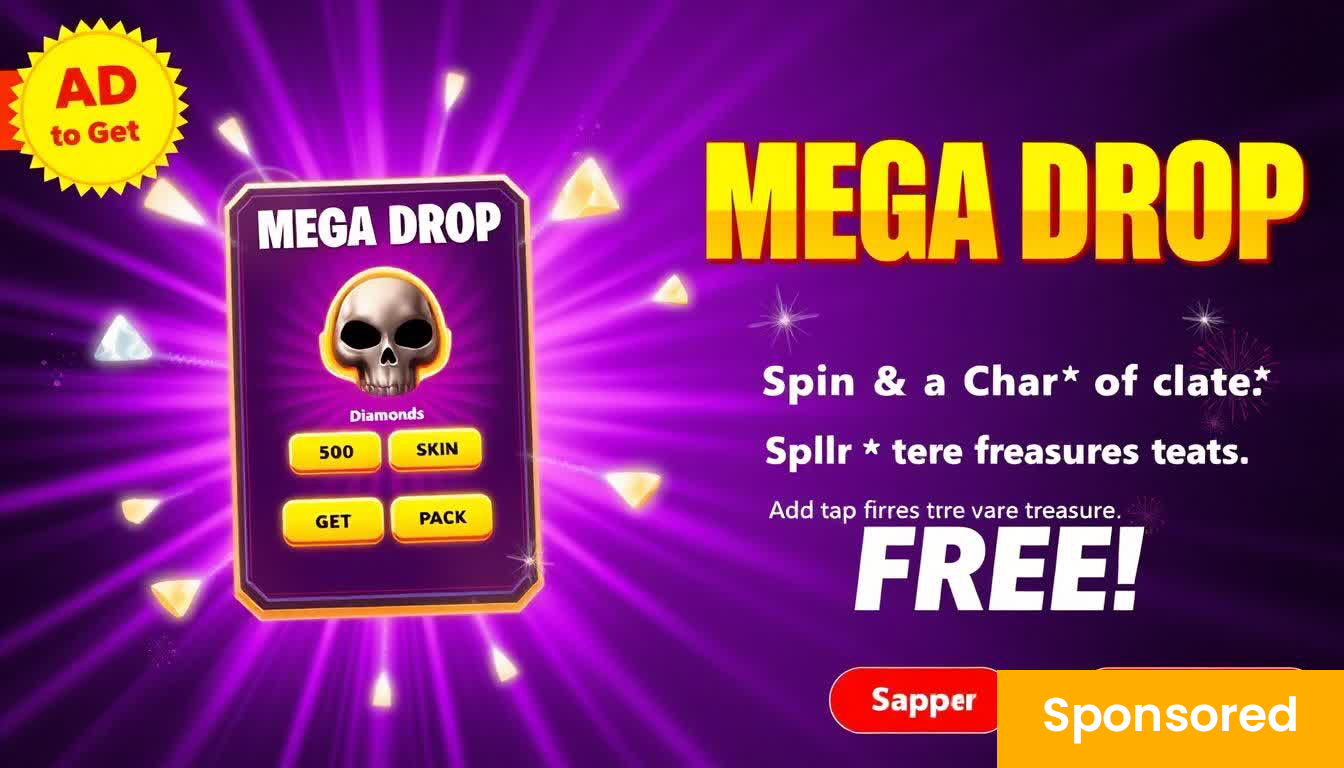 AD
to Get
MEGA DROP
Diamonds
500
SKIN
GET
PACK
MEGA DROP
Spin & a Char* of clate.*
Spllr * tere freasures teats.
Add tap firres tre vare treasure.
FREE!
Sapper
Sponsored